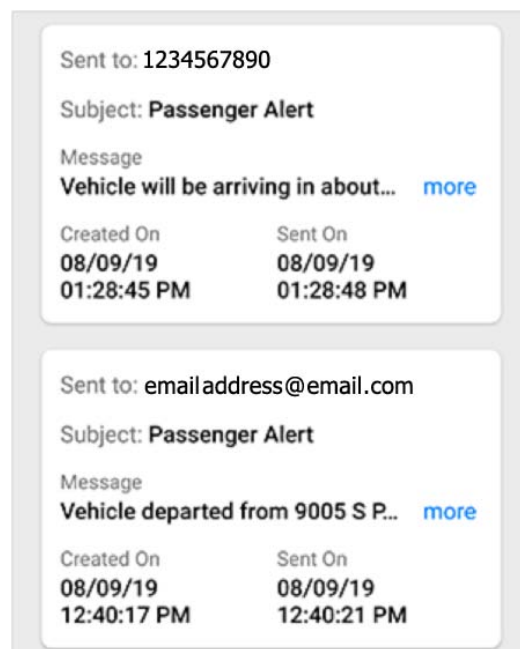 Sent to: 1234567890
Subject: Passenger Alert
Message
Vehicle will be arriving in about... more
Created On Sent On
08/09/19 08/09/19
01:28:45 PM 01:28:48 PM
Sent to: emailaddress@email.com
Subject: Passenger Alert
Message
Vehicle departed from 9005 S P... more
Created On Sent On
08/09/19 08/09/19
12:40:17 PM 12:40:21 PM